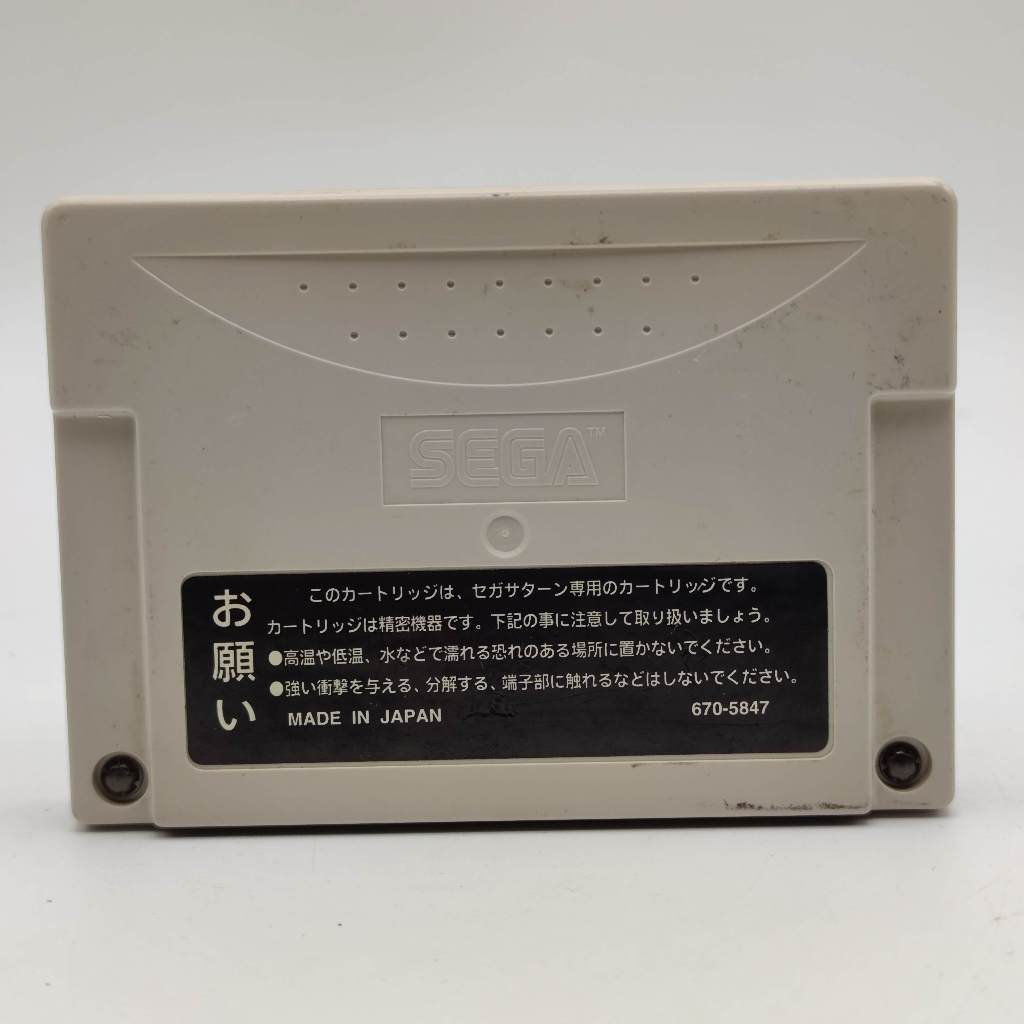 SEGA™
お願い
このカートリッジは、セガサターン専用のカートリッジです。
カートリッジは精密機器です。下記の事に注意して取り扱いましょう。
●高温や低温、水などで濡れる恐れのある場所に置かないでください。
●強い衝撃を与える、分解する、端子部に触れるなどはしないでください。
MADE IN JAPAN 670-5847